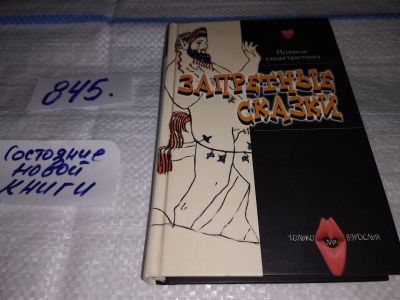 845.
Состояние
новой
книги
Исповедь
сладострастника
ЗАПРЕТНЫЕ
СКАЗКИ
ТОЛЬКО
ДЛЯ
ВЗРОСЛЫХ